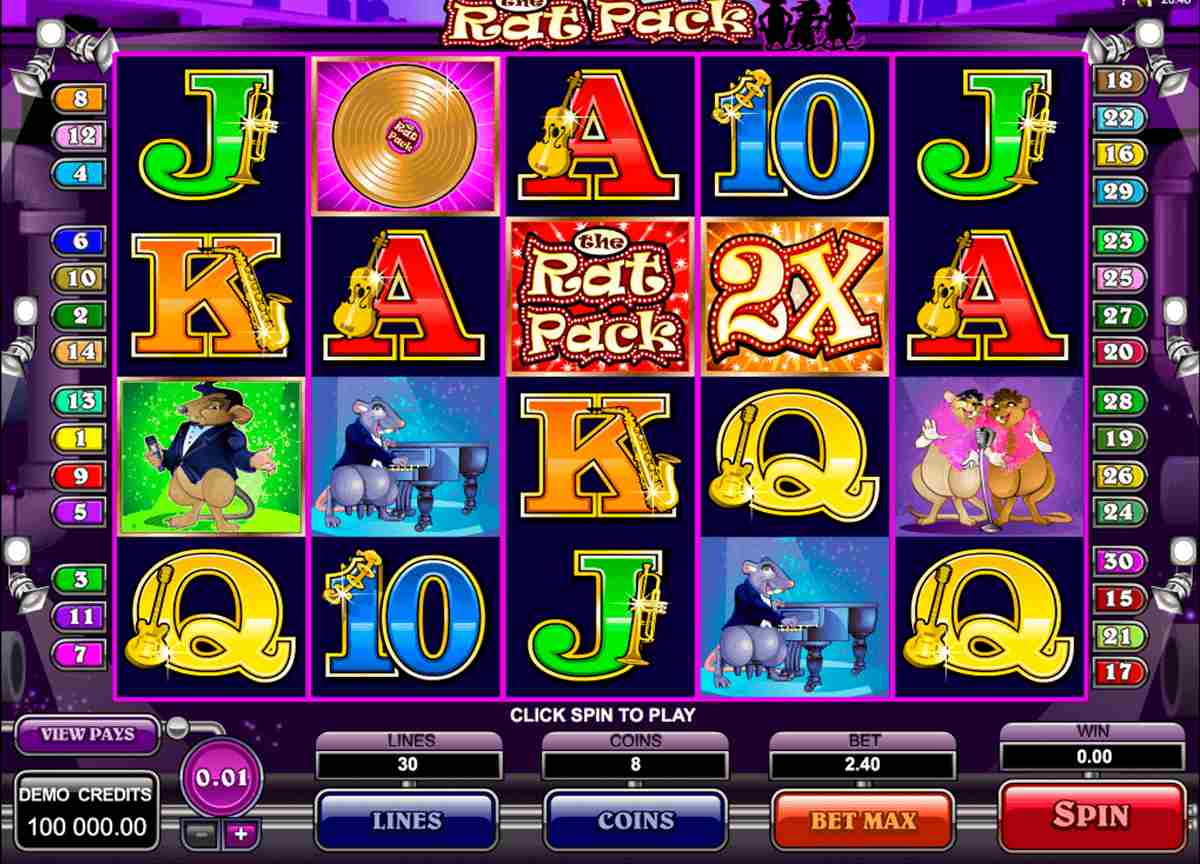 the
Rat Pack
J
the Rat Pack
A
10
J
K
A
the
Rat
Pack
2X
A
K
Q
Q
10
J
Q
8
12
4
6
10
2
14
13
1
9
5
3
11
7
18
22
16
29
23
25
27
20
28
19
26
24
30
15
21
17
CLICK SPIN TO PLAY
VIEW PAYS
0.01
- +
DEMO CREDITS
100 000.00
LINES
30
LINES
COINS
8
COINS
BET
2.40
BET MAX
WIN
0.00
SPIN